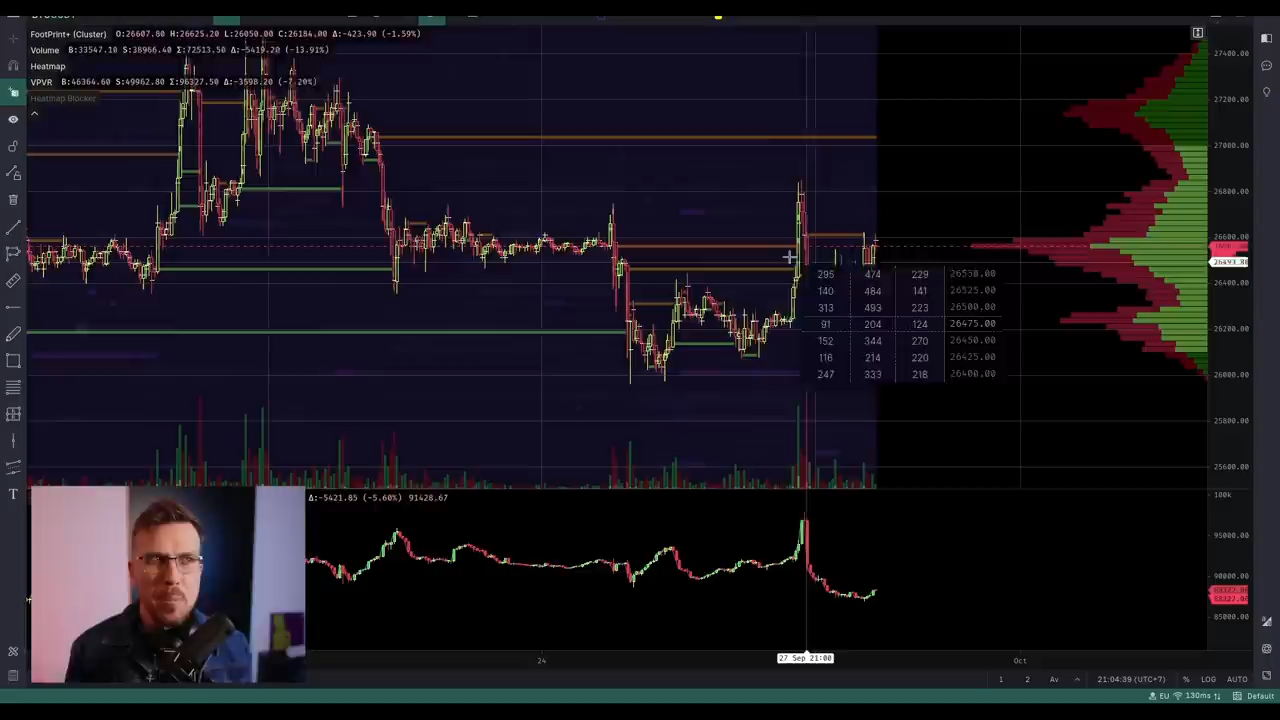 FootPrint+ (Cluster) O:26607.80 H:26625.20 L:26050.00 C:26184.00 Δ:-423.90 (-1.59%)
Volume B:33547.10 S:38966.40 Σ:72513.50 Δ:-5419.20 (-13.91%)
Heatmap
VPVR B:46364.60 S:49962.80 Σ:96327.50 Δ:-3598.20 (-7.20%)
Heatmap Blocker
27400.00
27200.00
27000.00
26800.00
26600.00
26493.80
26400.00
26200.00
26000.00
25800.00
25600.00
295 474 229 26550.00
140 464 141 26525.00
313 493 223 26500.00
91 204 124 26475.00
152 344 270 26450.00
116 214 220 26425.00
247 333 218 26400.00
Δ:-5421.85 (-5.60%) 91428.67
100k
95000.00
90000.00
85000.00
T
24
27 Sep 21:00
Oct
1 2 Av 21:04:39 (UTC+7) % LOG AUTO
EU 130ms Default